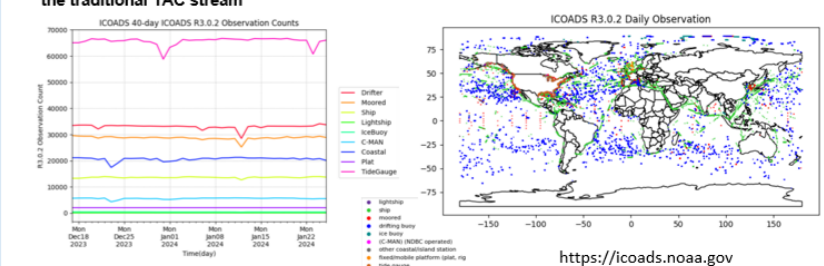 the traditional TAC stream
ICOADS 40-day ICOADS R3.0.2 Observation Counts
R3.0.2 Observation Count
70000
60000
50000
40000
30000
20000
10000
0
Mon Dec18 2023
Mon Dec25 2023
Mon Jan01 2024
Mon Jan08 2024
Mon Jan15 2024
Mon Jan22 2024
Time(day)
Drifter
Moored
Ship
Lightship
IceBuoy
C-MAN
Coastal
Plat
TideGauge
ICOADS R3.0.2 Daily Observation
75
50
25
0
−25
−50
−75
−150
−100
−50
0
50
100
150
lightship
ship
moored
drifting buoy
ice buoy
(C-MAN) (NDBC operated)
other coastal/island station
fixed/mobile platform (plat, rig
tide gauge
https://icoads.noaa.gov